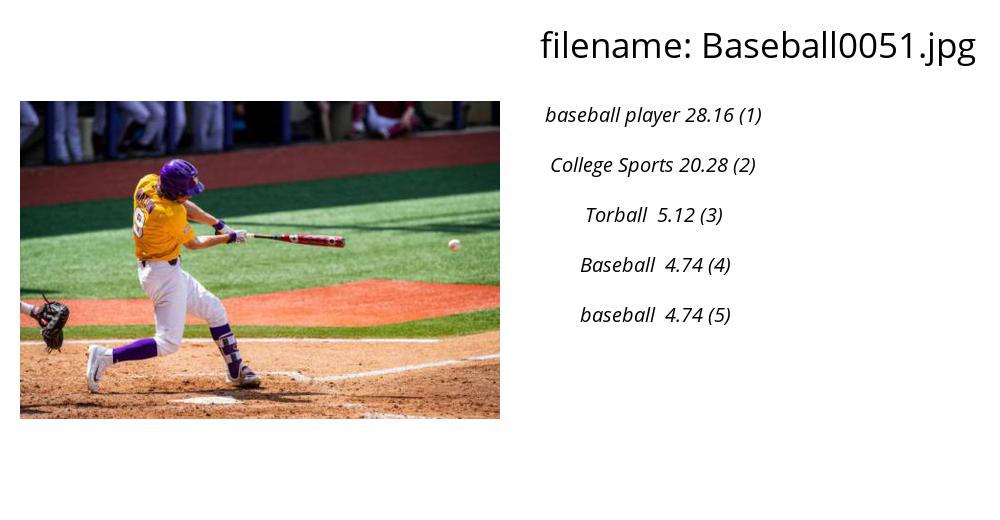 filename: Baseball0051.jpg
baseball player 28.16 (1)
College Sports 20.28 (2)
Torball 5.12 (3)
Baseball 4.74 (4)
baseball 4.74 (5)
9